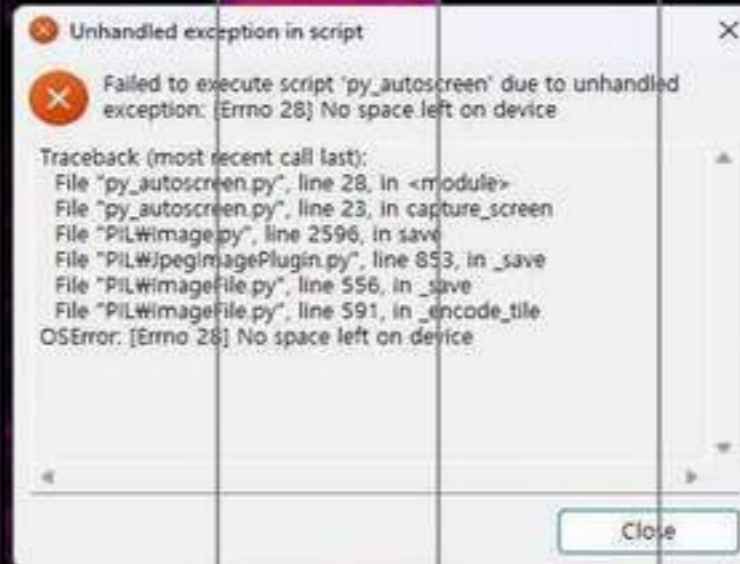 Unhandled exception in script
Failed to execute script 'py_autoscreen' due to unhandled
exception: [Errno 28] No space left on device
Traceback (most recent call last):
File "py_autoscreen.py", line 28, in <module>
File "py_autoscreen.py", line 23, in capture_screen
File "PIL₩Image.py", line 2596, in save
File "PIL₩JpegImagePlugin.py", line 853, in _save
File "PIL₩ImageFile.py", line 556, in _save
File "PIL₩ImageFile.py", line 591, in _encode_tile
OSError: [Errno 28] No space left on device
Close